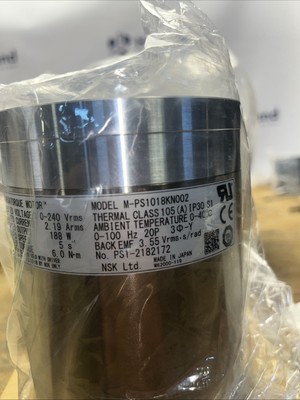 TORQUE MOTOR MODEL M-PS1018KN002
VOLTAGE 0-240 Vrms THERMAL CLASS 105 (A) IP30 S1
CURRENT 2.19 Arms AMBIENT TEMPERATURE 0-40°C
188 W 0-100 Hz 20P 3Φ-Y
5 s⁻¹ BACK EMF 3.55 Vrms·s/rad
6.0 N·m No. PS1-2182172
NSK Ltd. MADE IN JAPAN